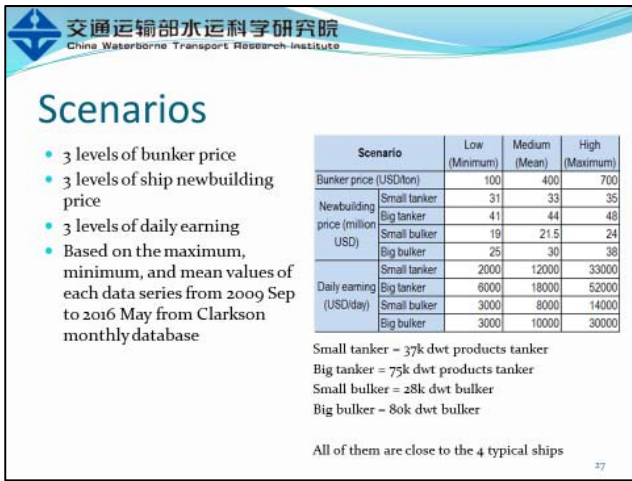 交通运输部水运科学研究院
China Waterborne Transport Research Institute
Scenarios
• 3 levels of bunker price
• 3 levels of ship newbuilding
price
• 3 levels of daily earning
• Based on the maximum,
minimum, and mean values of
each data series from 2009 Sep
to 2016 May from Clarkson
monthly database
Scenario Low (Minimum) Medium (Mean) High (Maximum)
Bunker price (USD/ton) 100 400 700
Newbuilding price (million USD) Small tanker 31 33 35
Big tanker 41 44 48
Small bulker 19 21.5 24
Big bulker 25 30 38
Daily earning (USD/day) Small tanker 2000 12000 33000
Big tanker 6000 18000 52000
Small bulker 3000 8000 14000
Big bulker 3000 10000 30000
Small tanker = 37k dwt products tanker
Big tanker = 75k dwt products tanker
Small bulker = 28k dwt bulker
Big bulker = 80k dwt bulker
All of them are close to the 4 typical ships
27